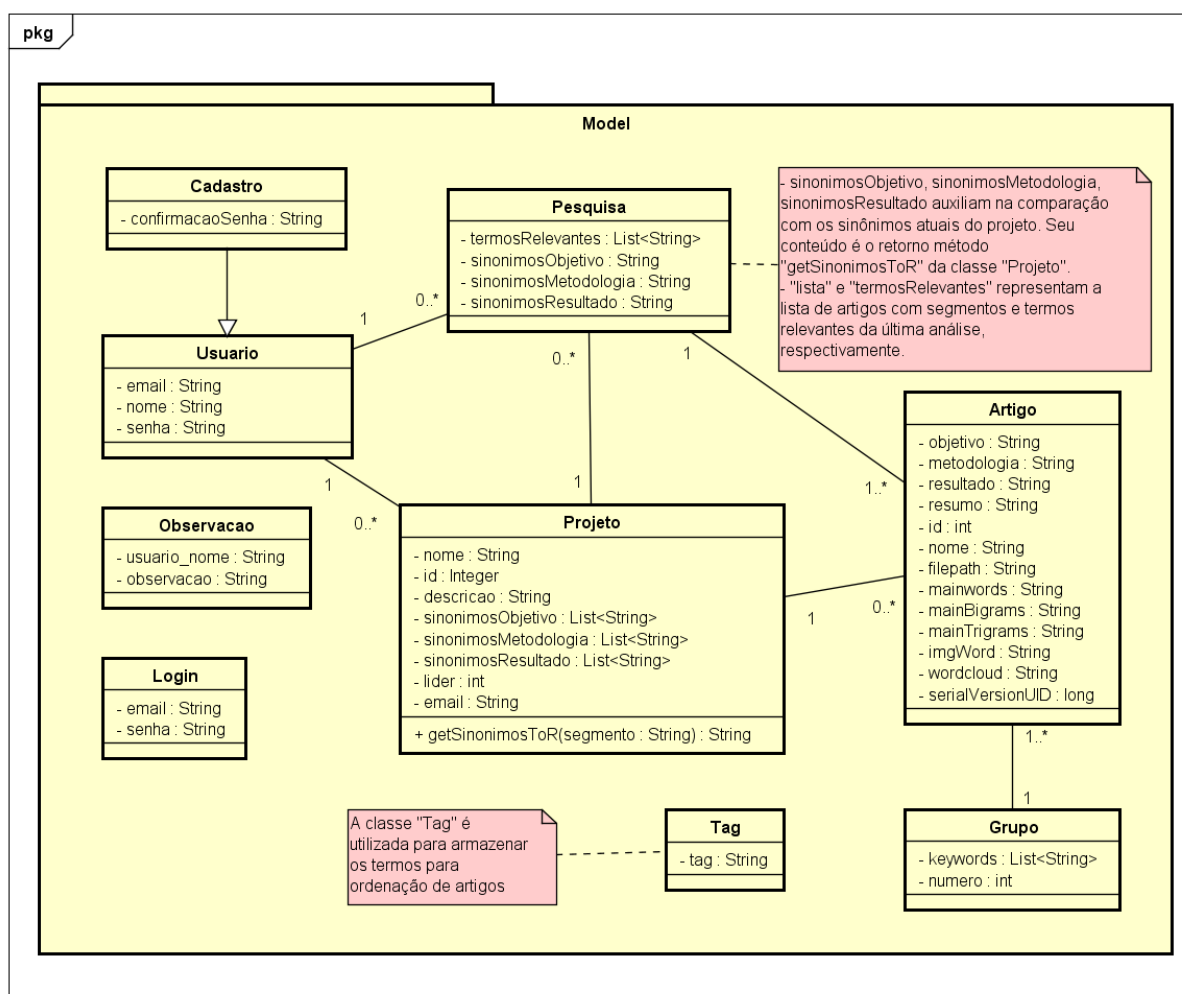 pkg
Model
Cadastro
- confirmacaoSenha : String
Pesquisa
- termosRelevantes : List<String>
- sinonimosObjetivo : String
- sinonimosMetodologia : String
- sinonimosResultado : String
- sinonimosObjetivo, sinonimosMetodologia,
sinonimosResultado auxiliam na comparação
com os sinônimos atuais do projeto. Seu
conteúdo é o retorno método
"getSinonimosToR" da classe "Projeto".
- "lista" e "termosRelevantes" representam a
lista de artigos com segmentos e termos
relevantes da última análise,
respectivamente.
1
0..*
Usuario
- email : String
- nome : String
- senha : String
0..*
1
1
1..*
1
0..*
Artigo
- objetivo : String
- metodologia : String
- resultado : String
- resumo : String
- id : int
- nome : String
- filepath : String
- mainwords : String
- mainBigrams : String
- mainTrigrams : String
- imgWord : String
- wordcloud : String
- serialVersionUID : long
Observacao
- usuario_nome : String
- observacao : String
Projeto
- nome : String
- id : Integer
- descricao : String
- sinonimosObjetivo : List<String>
- sinonimosMetodologia : List<String>
- sinonimosResultado : List<String>
- lider : int
- email : String
+ getSinonimosToR(segmento : String) : String
1
0..*
Login
- email : String
- senha : String
1..*
1
A classe "Tag" é
utilizada para armazenar
os termos para
ordenação de artigos
Tag
- tag : String
Grupo
- keywords : List<String>
- numero : int